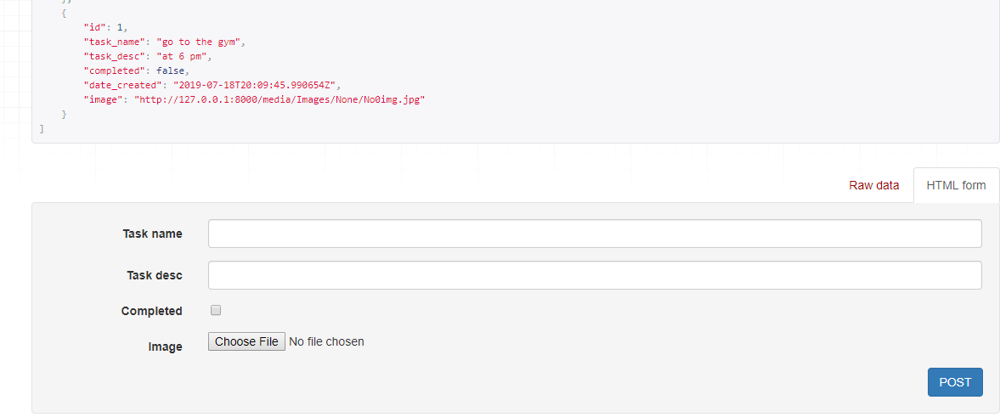 },
{
"id": 1,
"task_name": "go to the gym",
"task_desc": "at 6 pm",
"completed": false,
"date_created": "2019-07-18T20:09:45.990654Z",
"image": "http://127.0.0.1:8000/media/Images/None/No0img.jpg"
}
]
Raw data HTML form
Task name
Task desc
Completed
Image Choose File No file chosen
POST